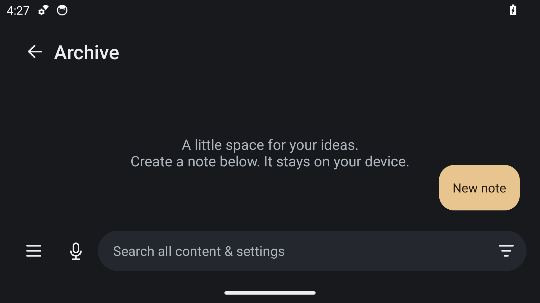 4:27
Archive
A little space for your ideas.
Create a note below. It stays on your device.
New note
Search all content & settings